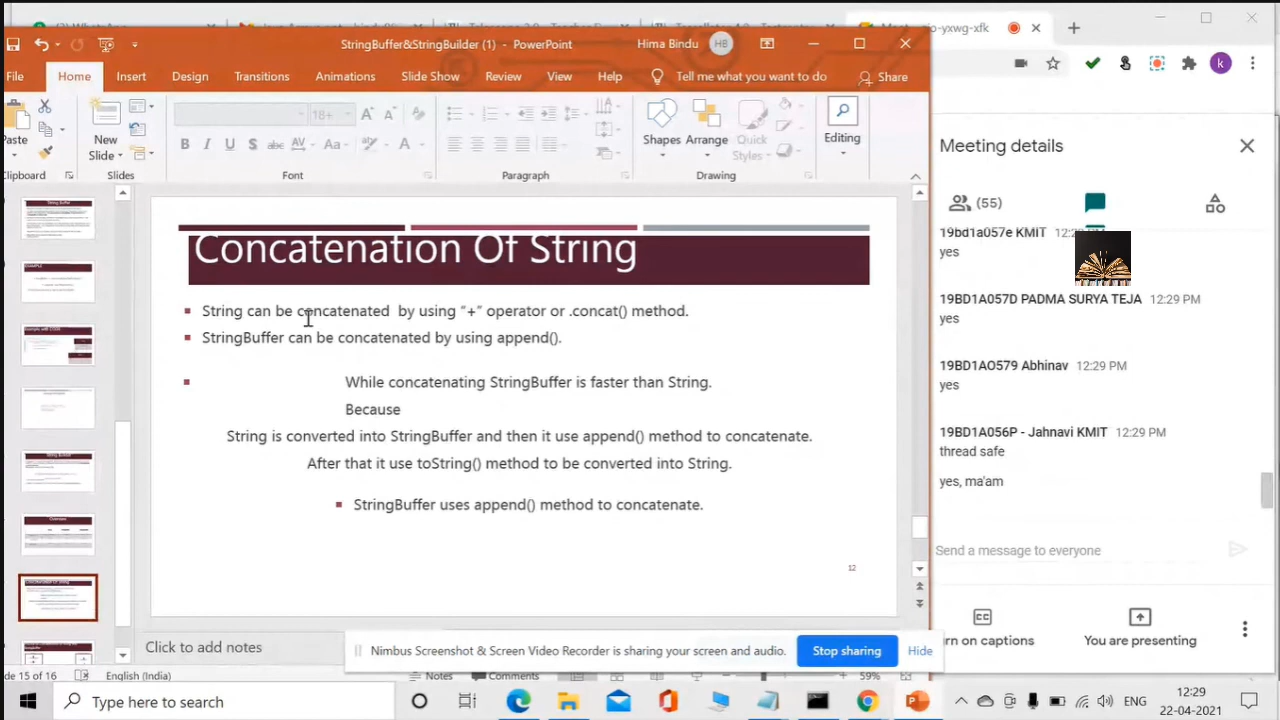 yo-yxwg-xfk
StringBuffer&StringBuilder (1) - PowerPoint
Hima Bindu
HB
File
Home
Insert
Design
Transitions
Animations
Slide Show
Review
View
Help
Tell me what you want to do
Share
k
Paste
New
Slide
18+
Shapes
Arrange
Quick
Styles
Editing
Clipboard
Slides
Font
Paragraph
Drawing
Concatenation Of String
String can be concatenated by using "+" operator or .concat() method.
StringBuffer can be concatenated by using append().
While concatenating StringBuffer is faster than String.
Because
String is converted into StringBuffer and then it use append() method to concatenate.
After that it use toString() method to be converted into String.
StringBuffer uses append() method to concatenate.
12
Click to add notes
Meeting details
(55)
19bd1a057e KMIT
yes
19BD1A057D PADMA SURYA TEJA 12:29 PM
yes
19BD1AO579 Abhinav 12:29 PM
yes
19BD1A056P - Jahnavi KMIT 12:29 PM
thread safe
yes, ma'am
Send a message to everyone
CC
rn on captions
You are presenting
Nimbus Screenshot & Screen Video Recorder is sharing your screen and audio.
Stop sharing
Hide
de 15 of 16
English (India)
Notes
Comments
59%
Type here to search
ENG
12:29
22-04-2021